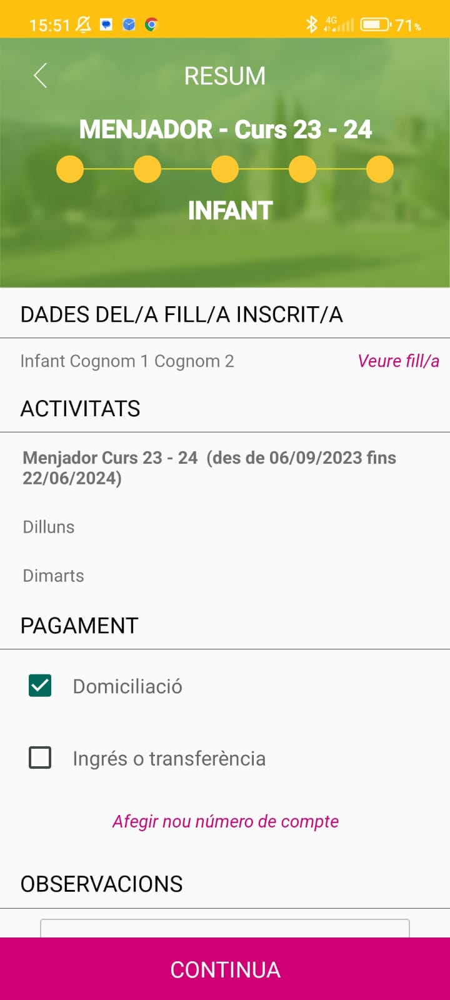 15:51
4G
71%
RESUM
MENJADOR - Curs 23 - 24
INFANT
DADES DEL/A FILL/A INSCRIT/A
Infant Cognom 1 Cognom 2 Veure fill/a
ACTIVITATS
Menjador Curs 23 - 24 (des de 06/09/2023 fins
22/06/2024)
Dilluns
Dimarts
PAGAMENT
Domiciliació
Ingrés o transferència
Afegir nou número de compte
OBSERVACIONS
CONTINUA